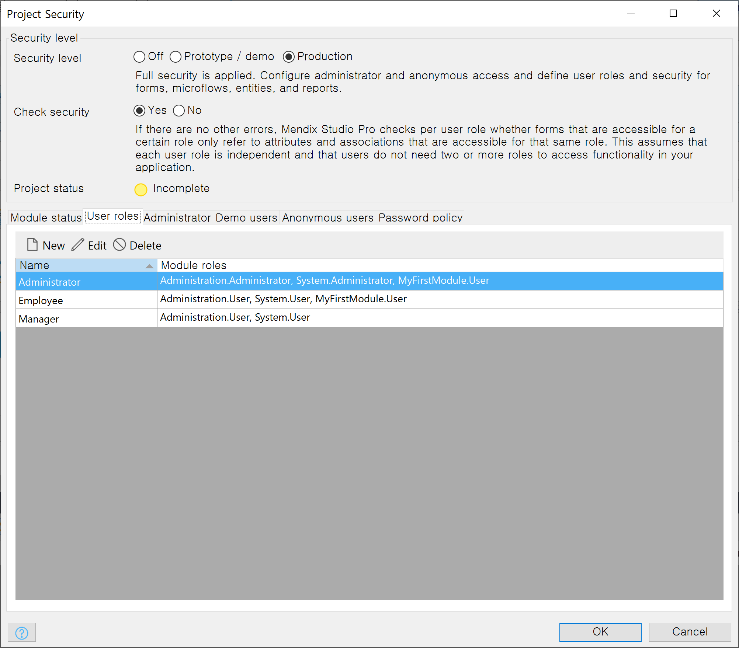 Project Security
Security level
Security level Off Prototype / demo Production
Full security is applied. Configure administrator and anonymous access and define user roles and security for
forms, microflows, entities, and reports.
Check security Yes No
If there are no other errors, Mendix Studio Pro checks per user role whether forms that are accessible for a
certain role only refer to attributes and associations that are accessible for that same role. This assumes that
each user role is independent and that users do not need two or more roles to access functionality in your
application.
Project status Incomplete
Module status User roles Administrator Demo users Anonymous users Password policy
New Edit Delete
Name Module roles
Administrator Administration.Administrator, System.Administrator, MyFirstModule.User
Employee Administration.User, System.User, MyFirstModule.User
Manager Administration.User, System.User
? OK Cancel